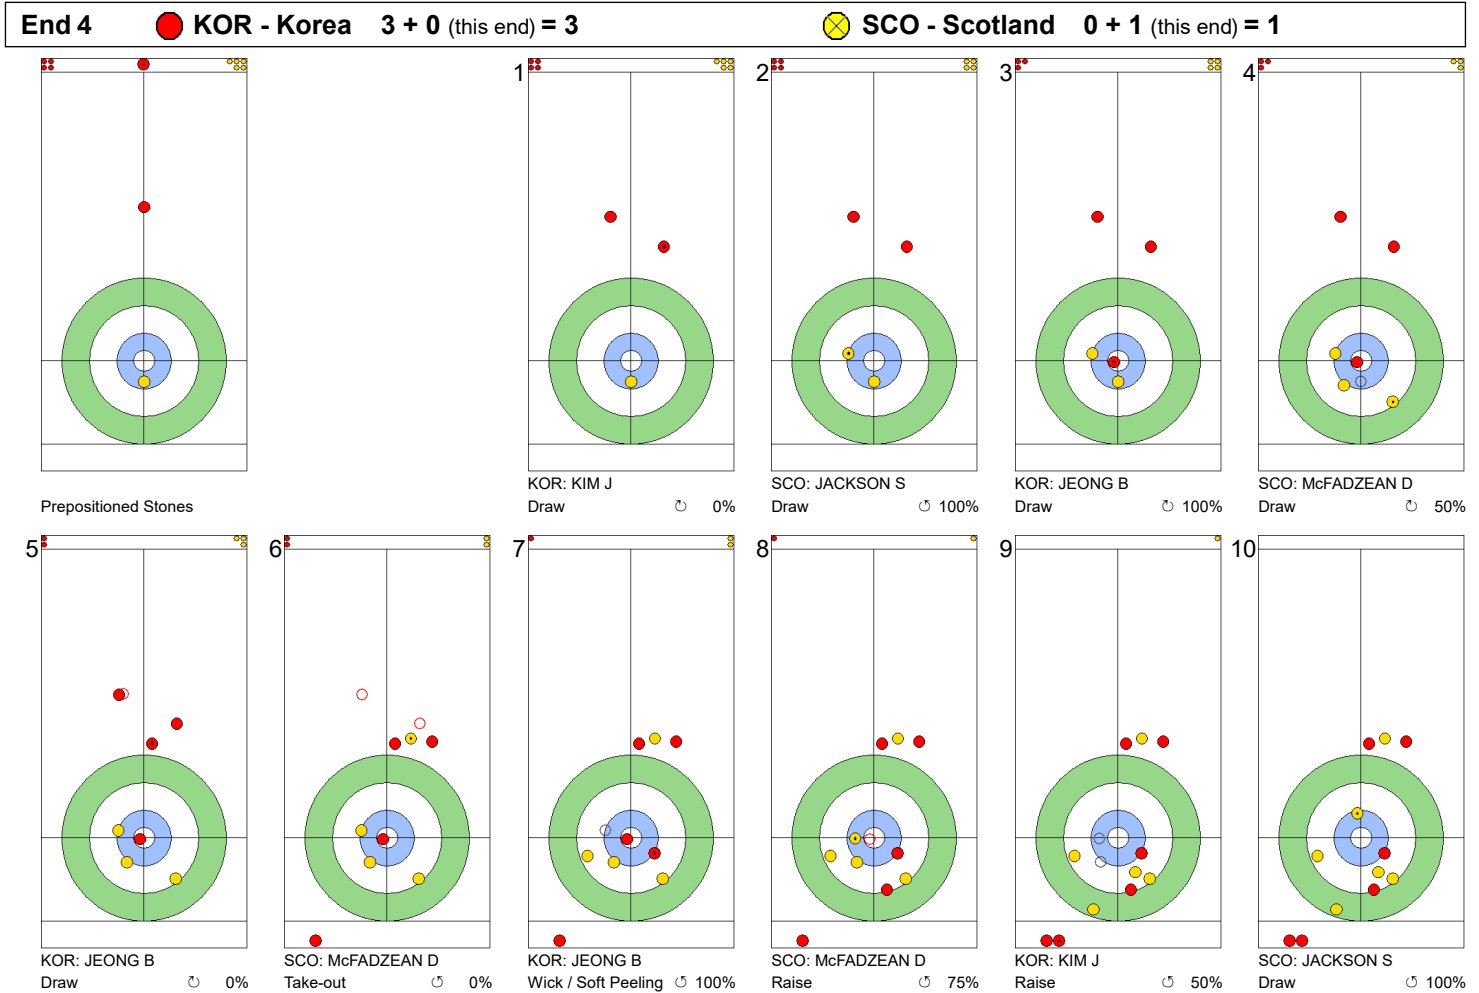 End 4 KOR - Korea 3 + 0 (this end) = 3 SCO - Scotland 0 + 1 (this end) = 1
1 2 3 4
Prepositioned Stones
KOR: KIM J
Draw ↻ 0%
SCO: JACKSON S
Draw ↺ 100%
KOR: JEONG B
Draw ↻ 100%
SCO: McFADZEAN D
Draw ↺ 50%
5 6 7 8 9 10
KOR: JEONG B
Draw ↻ 0%
SCO: McFADZEAN D
Take-out ↺ 0%
KOR: JEONG B
Wick / Soft Peeling ↺ 100%
SCO: McFADZEAN D
Raise ↺ 75%
KOR: KIM J
Raise ↺ 50%
SCO: JACKSON S
Draw ↺ 100%